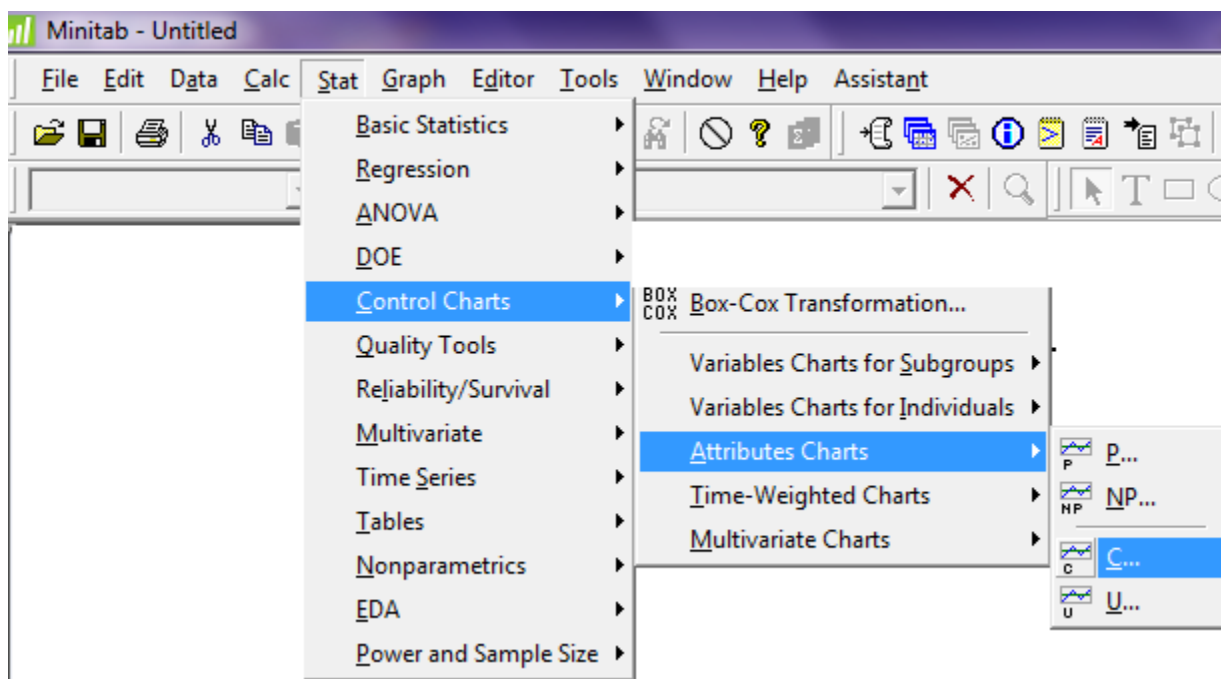 Minitab - Untitled
File Edit Data Calc Stat Graph Editor Tools Window Help Assistant
Basic Statistics
Regression
ANOVA
DOE
Control Charts
Quality Tools
Reliability/Survival
Multivariate
Time Series
Tables
Nonparametrics
EDA
Power and Sample Size
BOX COX Box-Cox Transformation...
Variables Charts for Subgroups
Variables Charts for Individuals
Attributes Charts
Time-Weighted Charts
Multivariate Charts
P P...
NP NP...
C C...
U U...
T